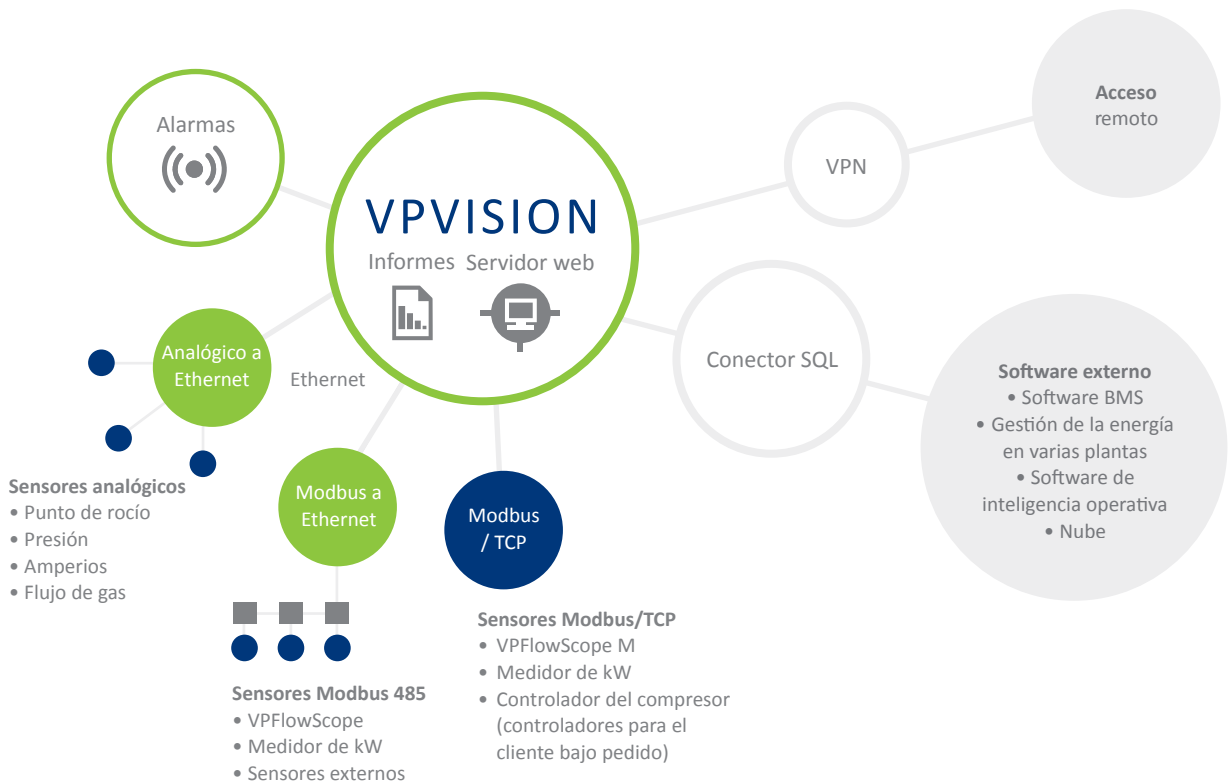 Alarmas
VPVISION
Informes
Servidor web
VPN
Acceso
remoto
Analógico a
Ethernet
Ethernet
Conector SQL
Software externo
• Software BMS
• Gestión de la energía
en varias plantas
• Software de
inteligencia operativa
• Nube
Sensores analógicos
• Punto de rocío
• Presión
• Amperios
• Flujo de gas
Modbus a
Ethernet
Modbus
/ TCP
Sensores Modbus 485
• VPFlowScope
• Medidor de kW
• Sensores externos
Sensores Modbus/TCP
• VPFlowScope M
• Medidor de kW
• Controlador del compresor
(controladores para el
cliente bajo pedido)